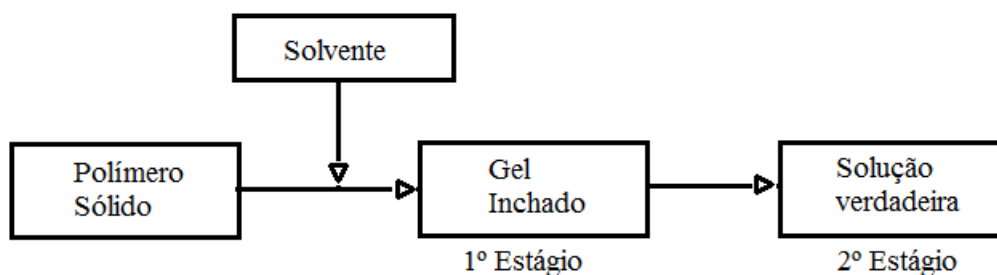 Solvente
Polímero
Sólido
Gel
Inchado
Solução
verdadeira
1º Estágio
2º Estágio